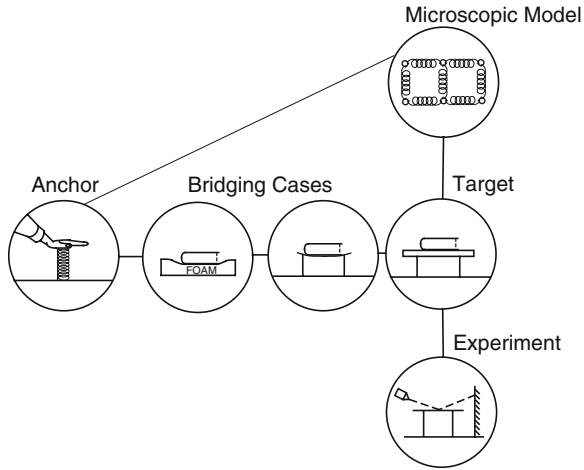 Microscopic Model
Anchor
Bridging Cases
Target
FOAM
Experiment